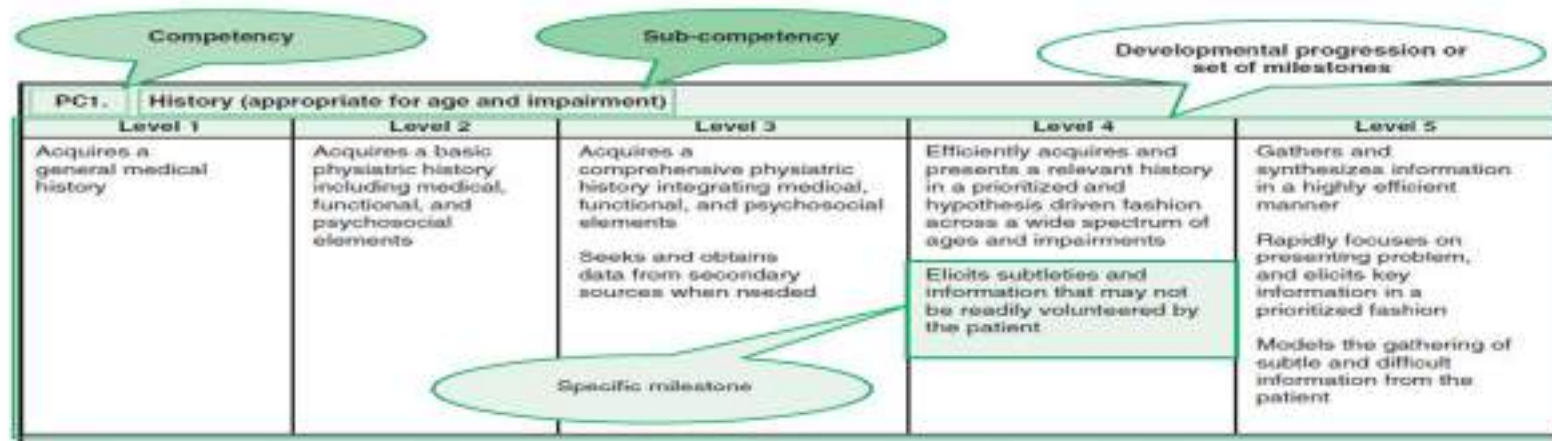 Competency
Sub-competency
Developmental progression or
set of milestones
PC1. History (appropriate for age and impairment)
Level 1
Level 2
Level 3
Level 4
Level 5
Acquires a
general medical
history
Acquires a basic
physiatric history
including medical,
functional, and
psychosocial
elements
Acquires a
comprehensive physiatric
history integrating medical,
functional, and psychosocial
elements
Seeks and obtains
data from secondary
sources when needed
Efficiently acquires and
presents a relevant history
in a prioritized and
hypothesis driven fashion
across a wide spectrum of
ages and impairments
Elicits subtleties and
information that may not
be readily volunteered by
the patient
Gathers and
synthesizes information
in a highly efficient
manner
Rapidly focuses on
presenting problem,
and elicits key
information in a
prioritized fashion
Models the gathering of
subtle and difficult
information from the
patient
Specific milestone